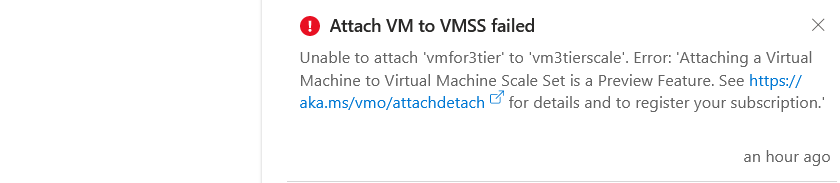 Attach VM to VMSS failed
Unable to attach 'vmfor3tier' to 'vm3tierscale'. Error: 'Attaching a Virtual
Machine to Virtual Machine Scale Set is a Preview Feature. See https://
aka.ms/vmo/attachdetach for details and to register your subscription.'
an hour ago